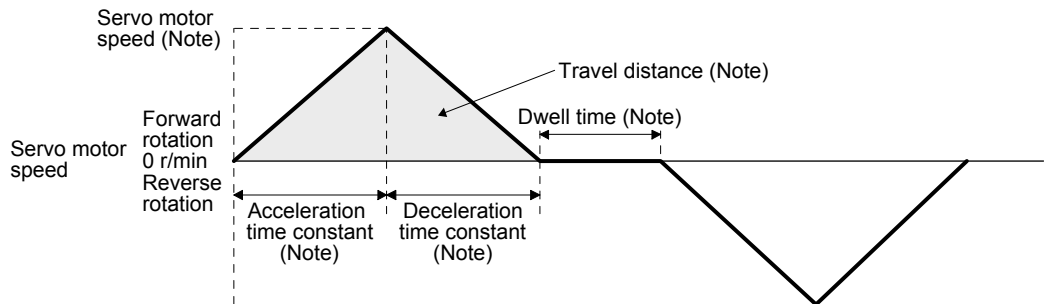 Servo motor
speed (Note)
Travel distance (Note)
Dwell time (Note)
Servo motor
speed
Forward
rotation
0 r/min
Reverse
rotation
Acceleration
time constant
(Note)
Deceleration
time constant
(Note)